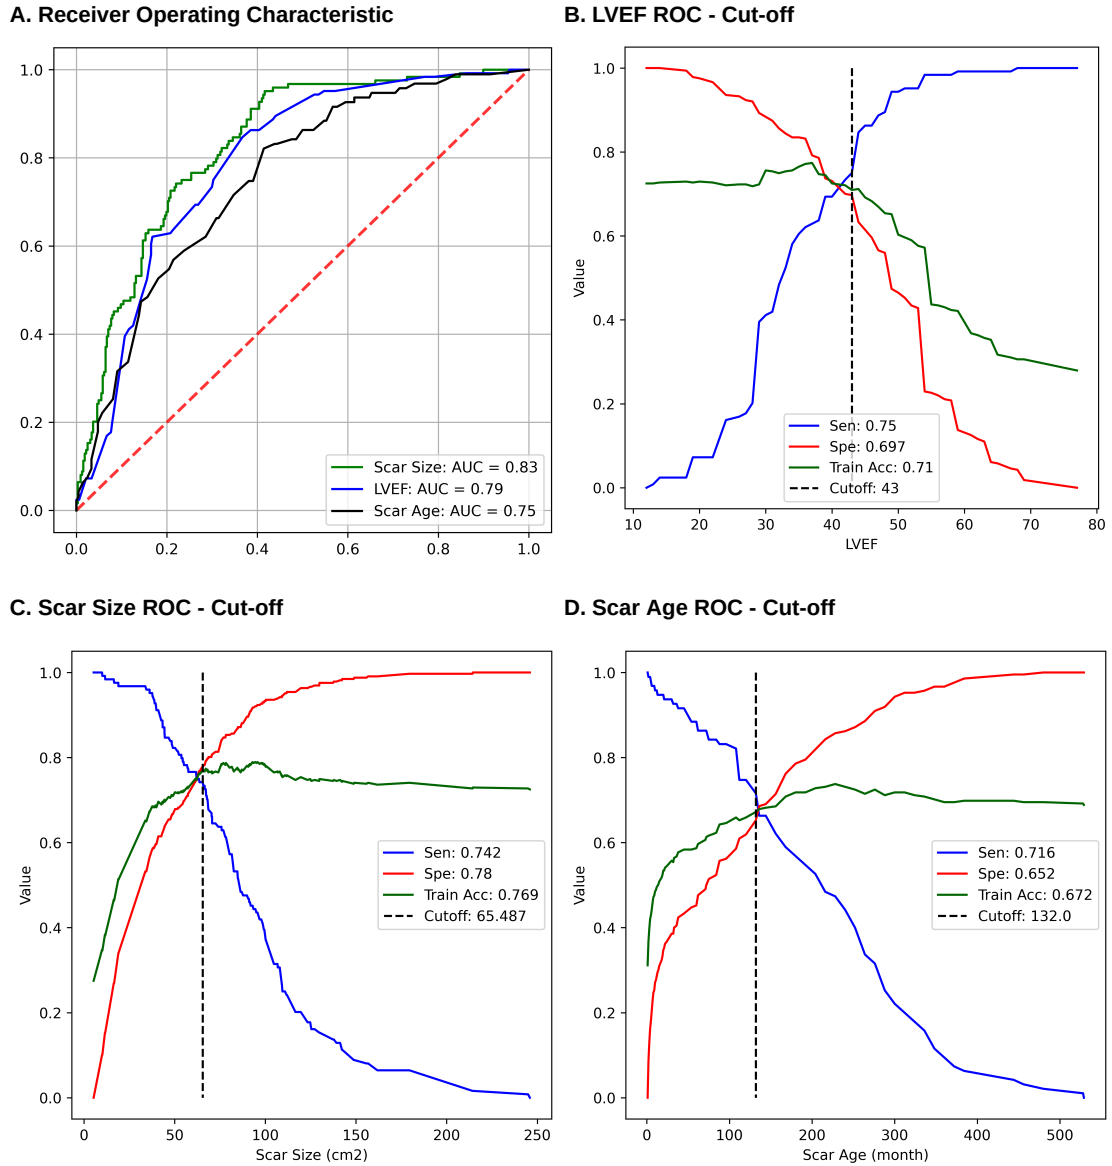 A. Receiver Operating Characteristic
1.0
0.8
0.6
0.4
0.2
0.0
0.0 0.2 0.4 0.6 0.8 1.0
Scar Size: AUC = 0.83
LVEF: AUC = 0.79
Scar Age: AUC = 0.75
B. LVEF ROC - Cut-off
Value
1.0
0.8
0.6
0.4
0.2
0.0
10 20 30 40 50 60 70 80
LVEF
Sen: 0.75
Spe: 0.697
Train Acc: 0.71
Cutoff: 43
C. Scar Size ROC - Cut-off
Value
1.0
0.8
0.6
0.4
0.2
0.0
0 50 100 150 200 250
Scar Size (cm2)
Sen: 0.742
Spe: 0.78
Train Acc: 0.769
Cutoff: 65.487
D. Scar Age ROC - Cut-off
Value
1.0
0.8
0.6
0.4
0.2
0.0
0 100 200 300 400 500
Scar Age (month)
Sen: 0.716
Spe: 0.652
Train Acc: 0.672
Cutoff: 132.0